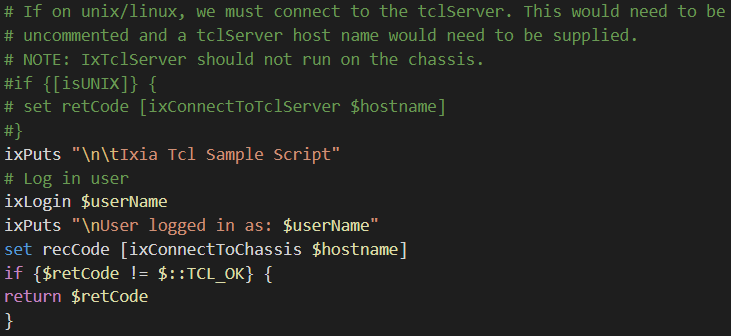 # If on unix/linux, we must connect to the tclServer. This would need to be
# uncommented and a tclServer host name would need to be supplied.
# NOTE: IxTclServer should not run on the chassis.
#if {[isUNIX]} {
# set retCode [ixConnectToTclServer $hostname]
#}
ixPuts "\n\tIxia Tcl Sample Script"
# Log in user
ixLogin $userName
ixPuts "\nUser logged in as: $userName"
set recCode [ixConnectToChassis $hostname]
if {$retCode != $::TCL_OK} {
return $retCode
}